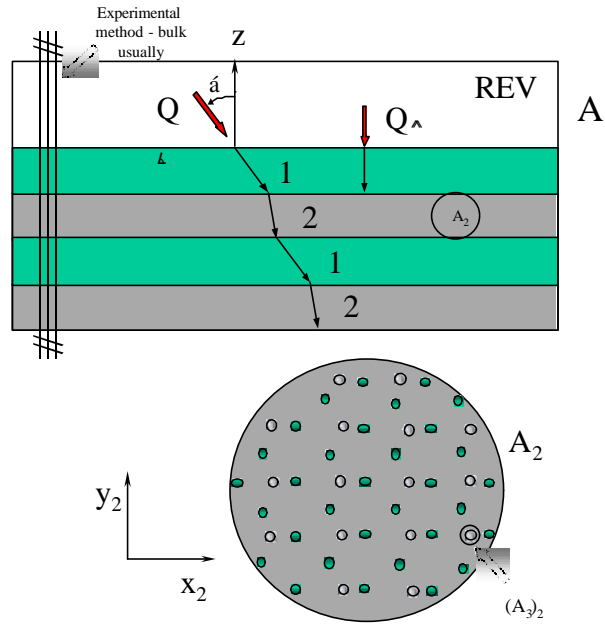 Experimental
method - bulk
usually
z
á
Q
REV
A
Q^
1
2
A2
1
2
A2
y2
x2
(A3)2